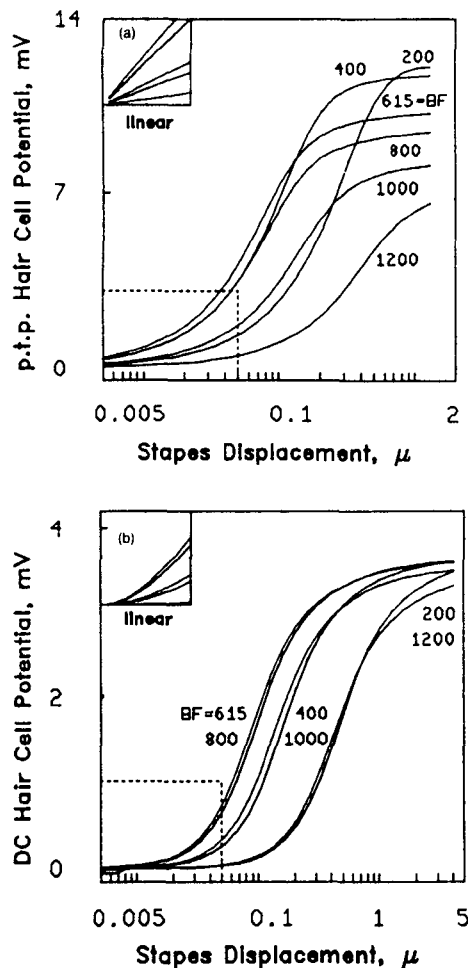 14
(a)
linear
400
200
615=BF
800
1000
1200
7
0
p.t.p. Hair Cell Potential, mV
0.005
0.1
2
Stapes Displacement, μ
4
(b)
linear
BF=615
800
400
1000
200
1200
2
0
DC Hair Cell Potential, mV
0.005
0.1
1
5
Stapes Displacement, μ